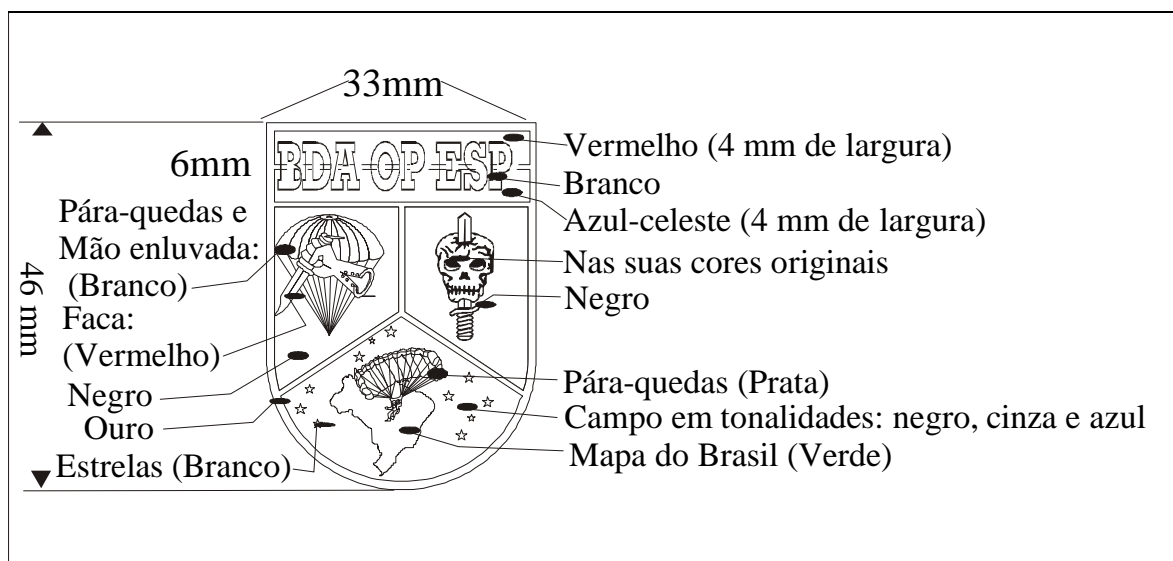 33mm
6mm
46 mm
BDA OP ESP
Pára-quedas e
Mão enluvada:
(Branco)
Faca:
(Vermelho)
Negro
Ouro
Estrelas (Branco)
Vermelho (4 mm de largura)
Branco
Azul-celeste (4 mm de largura)
Nas suas cores originais
Negro
Pára-quedas (Prata)
Campo em tonalidades: negro, cinza e azul
Mapa do Brasil (Verde)